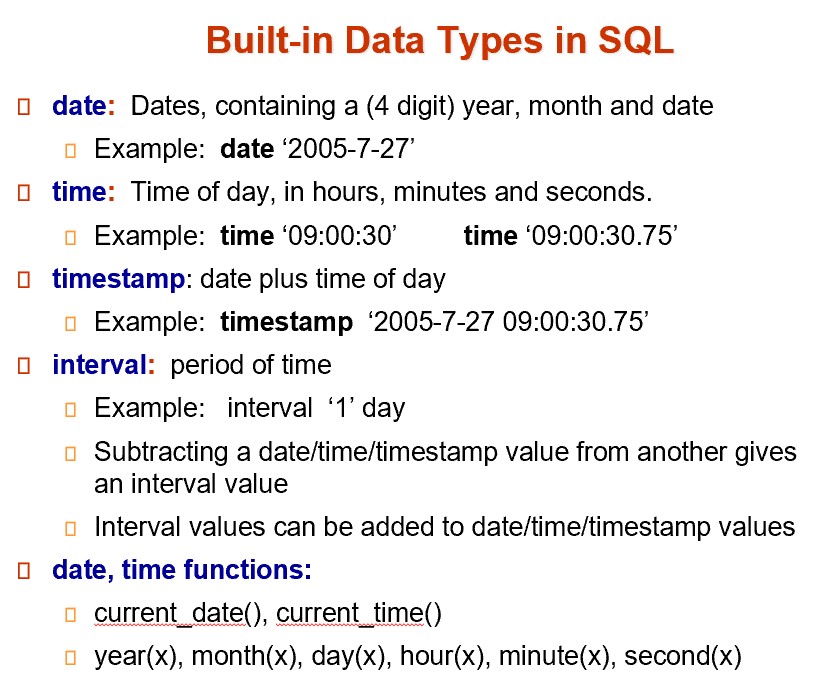 Built-in Data Types in SQL
date: Dates, containing a (4 digit) year, month and date
Example: date ‘2005-7-27’
time: Time of day, in hours, minutes and seconds.
Example: time ‘09:00:30’ time ‘09:00:30.75’
timestamp: date plus time of day
Example: timestamp ‘2005-7-27 09:00:30.75’
interval: period of time
Example: interval ‘1’ day
Subtracting a date/time/timestamp value from another gives
an interval value
Interval values can be added to date/time/timestamp values
date, time functions:
current_date(), current_time()
year(x), month(x), day(x), hour(x), minute(x), second(x)